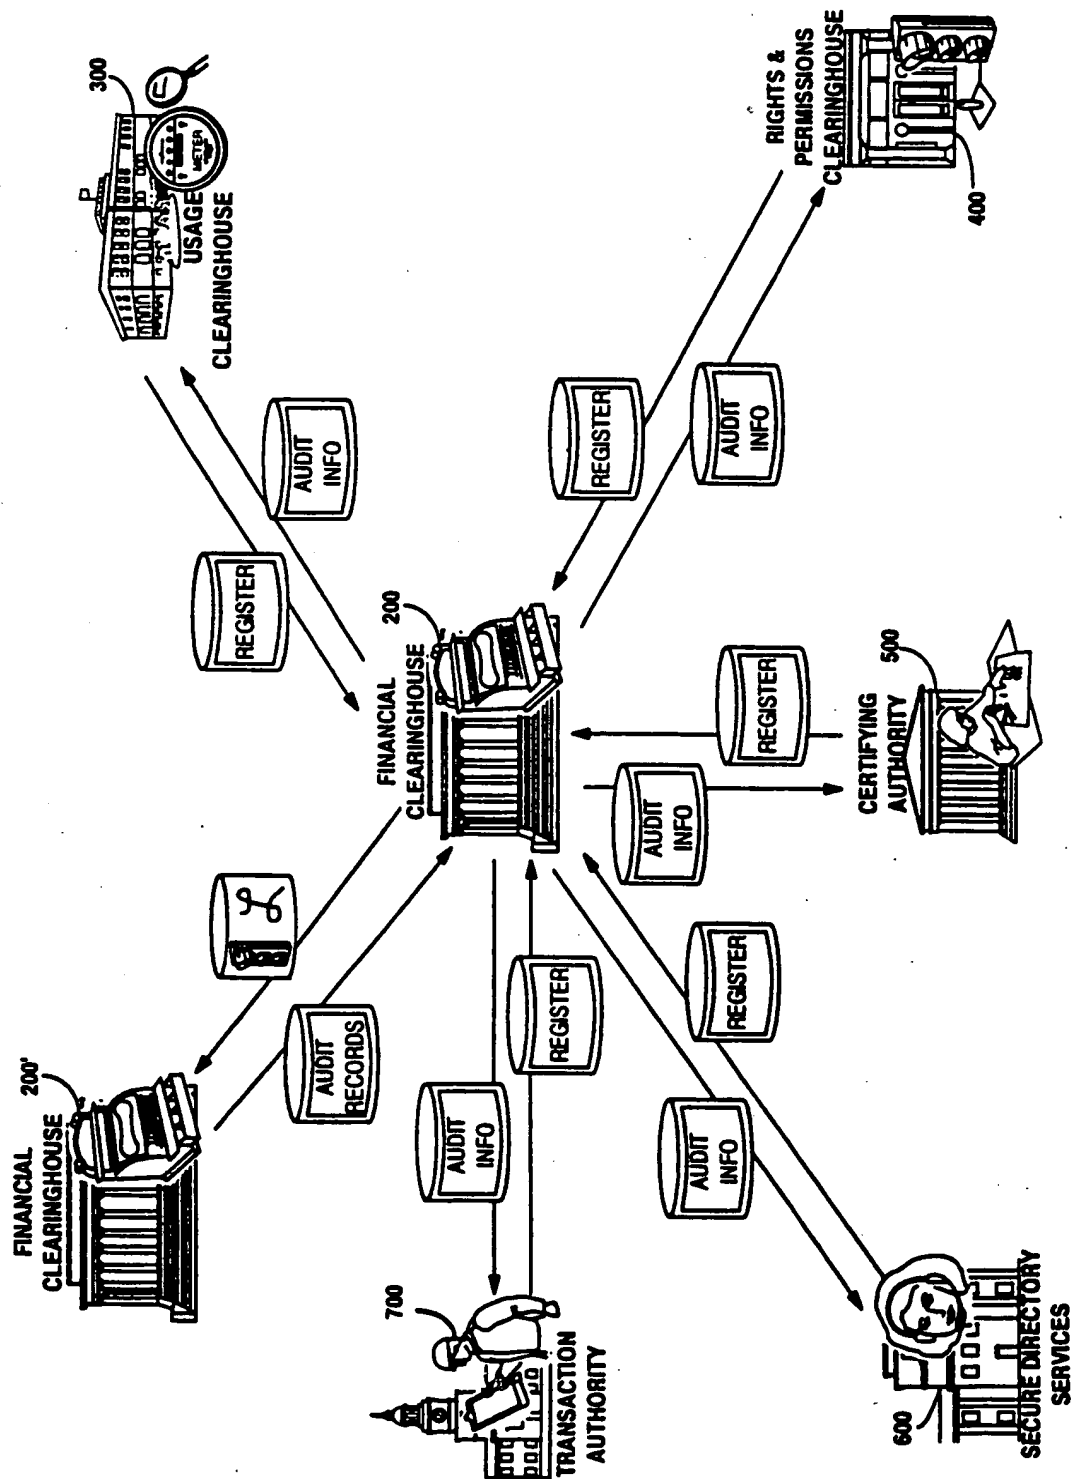 FINANCIAL
CLEARINGHOUSE
200'
300
METER
USAGE
CLEARINGHOUSE
REGISTER
AUDIT
INFO
AUDIT
RECORDS
FINANCIAL
CLEARINGHOUSE
200
700
AUDIT
INFO
REGISTER
REGISTER
TRANSACTION
AUTHORITY
AUDIT
INFO
AUDIT
INFO
REGISTER
AUDIT
INFO
REGISTER
RIGHTS &
PERMISSIONS
CLEARINGHOUSE
CERTIFYING
AUTHORITY
500
600
400
SECURE DIRECTORY
SERVICES